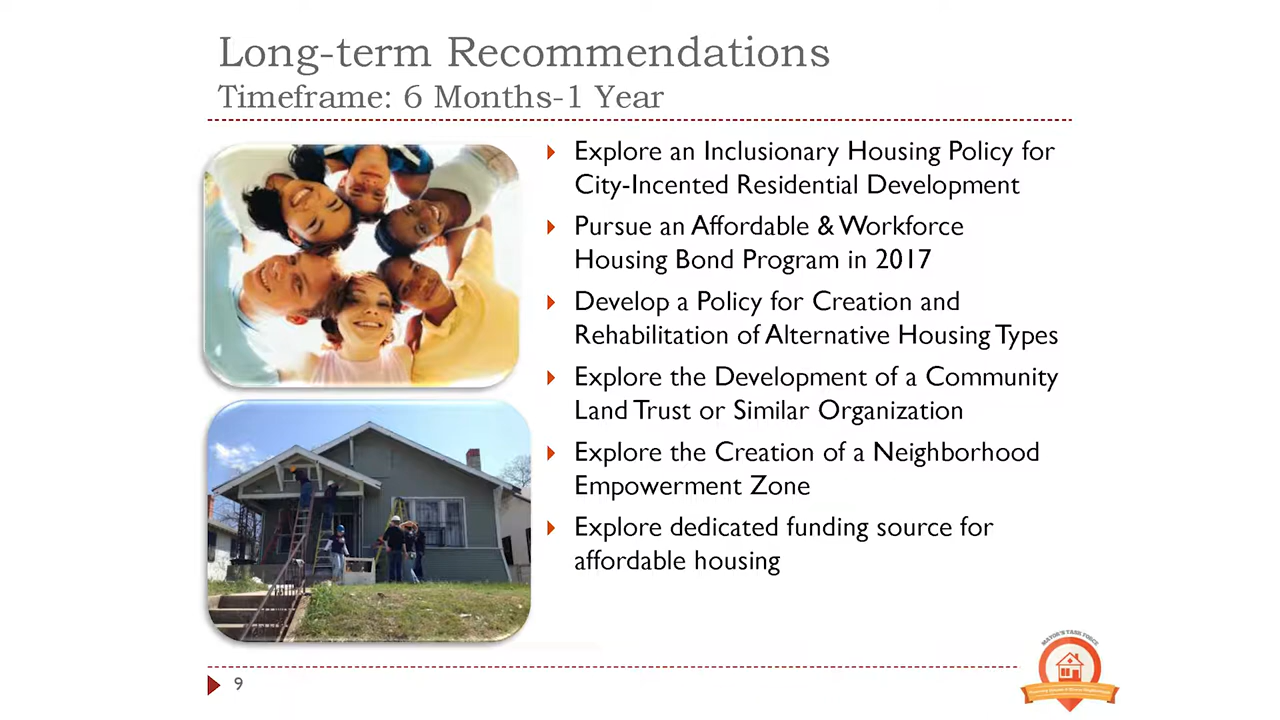 Long-term Recommendations
Timeframe: 6 Months-1 Year
Explore an Inclusionary Housing Policy for
City-Incented Residential Development
Pursue an Affordable & Workforce
Housing Bond Program in 2017
Develop a Policy for Creation and
Rehabilitation of Alternative Housing Types
Explore the Development of a Community
Land Trust or Similar Organization
Explore the Creation of a Neighborhood
Empowerment Zone
Explore dedicated funding source for
affordable housing
MAYOR'S TASK FORCE
9